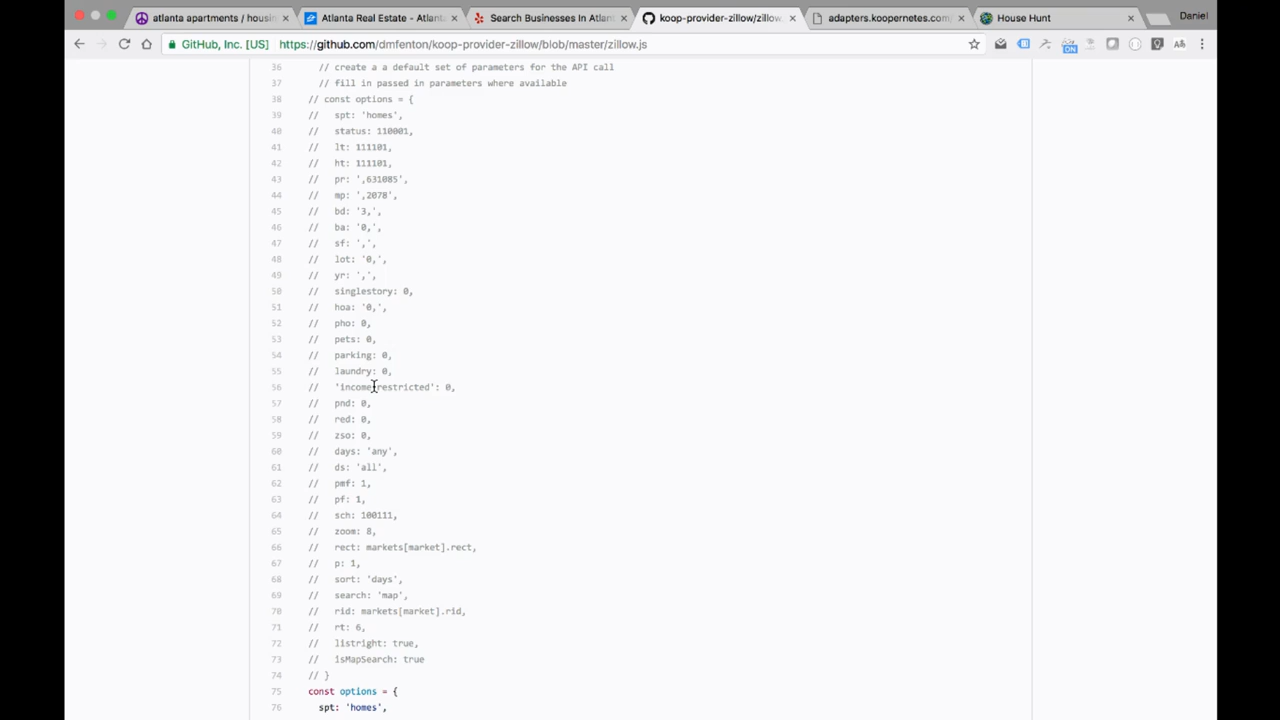 atlanta apartments / housin
Atlanta Real Estate - Atlanta
Search Businesses In Atlan
koop-provider-zillow/zillow.
adapters.koopernetes.com/
House Hunt
Daniel
GitHub, Inc. [US]
https://github.com/dmfenton/koop-provider-zillow/blob/master/zillow.js
ON
36 // create a a default set of parameters for the API call
37 // fill in passed in parameters where available
38 // const options = {
39 // spt: 'homes',
40 // status: 110001,
41 // lt: 111101,
42 // ht: 111101,
43 // pr: ',631085',
44 // mp: ',2078',
45 // bd: '3,',
46 // ba: '0,',
47 // sf: ',',
48 // lot: '0,',
49 // yr: ',',
50 // singlestory: 0,
51 // hoa: '0,',
52 // pho: 0,
53 // pets: 0,
54 // parking: 0,
55 // laundry: 0,
56 // 'income-restricted': 0,
57 // pnd: 0,
58 // red: 0,
59 // zso: 0,
60 // days: 'any',
61 // ds: 'all',
62 // pmf: 1,
63 // pf: 1,
64 // sch: 100111,
65 // zoom: 8,
66 // rect: markets[market].rect,
67 // p: 1,
68 // sort: 'days',
69 // search: 'map',
70 // rid: markets[market].rid,
71 // rt: 6,
72 // listright: true,
73 // isMapSearch: true
74 // }
75 const options = {
76 spt: 'homes',